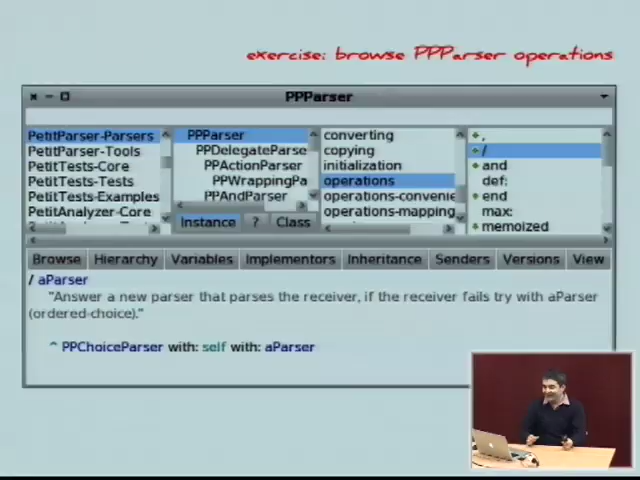 exercise: browse PPParser operations
PPParser
PetitParser-Parsers
PetitParser-Tools
PetitTests-Core
PetitTests-Tests
PetitTests-Examples
PetitAnalyzer-Core
PPParser
PPDelegateParse
PPActionParser
PPWrappingPa
PPAndParser
Instance ? Class
converting
copying
initialization
operations
operations-convenie
operations-mapping
,
/
and
def:
end
max:
memoized
Browse Hierarchy Variables Implementors Inheritance Senders Versions View
/ aParser
"Answer a new parser that parses the receiver, if the receiver fails try with aParser
(ordered-choice)."
^ PPChoiceParser with: self with: aParser